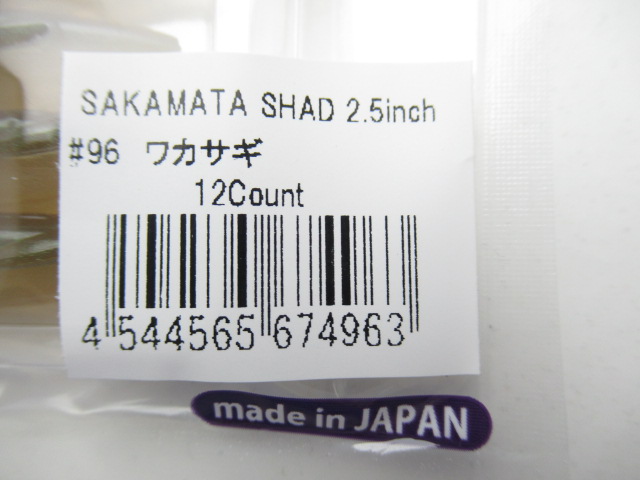 SAKAMATA SHAD 2.5inch
#96 ワカサギ
12Count
4 544565 674963
made in JAPAN